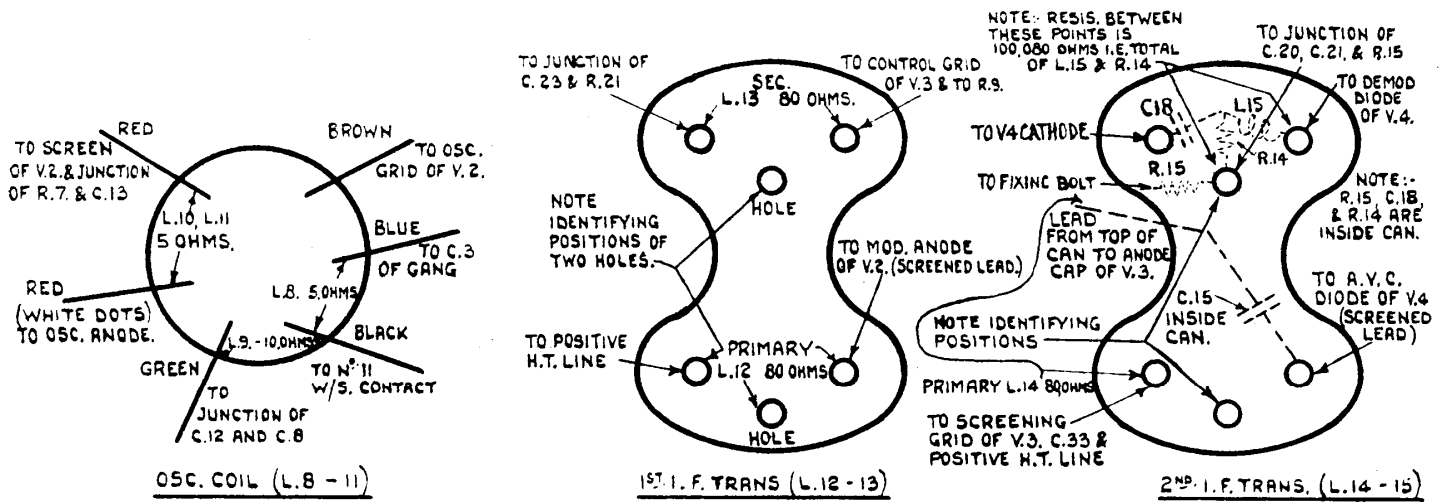 RED
BROWN
TO SCREEN
OF V.2.& JUNCTION
OF R.7. & C.13
TO OSC.
GRID OF V.2.
L.10, L.11
5 OHMS.
BLUE
TO C.3
OF GANG
RED
(WHITE DOTS)
TO OSC. ANODE.
L.8. 5 OHMS
L.9.-10.OHMS
BLACK
GREEN
TO Nº 11
W/S. CONTACT
TO
JUNCTION OF
C.12 AND C.8
OSC. COIL (L.8 - 11)
TO JUNCTION OF
C.23 & R.21
SEC.
L.13 80 OHMS.
TO CONTROL GRID
OF V.3 & TO R.9.
HOLE
NOTE
IDENTIFYING
POSITIONS OF
TWO HOLES.
TO MOD. ANODE
OF V.2. (SCREENED LEAD.)
TO POSITIVE
H.T. LINE
PRIMARY
L.12 80 OHMS
HOLE
1ST. I. F. TRANS (L.12 - 13)
NOTE:- RESIS. BETWEEN
THESE POINTS IS
100,080 OHMS I.E. TOTAL
OF L.15 & R.14
TO JUNCTION OF
C.20, C.21, & R.15
TO DEMOD
DIODE
OF V.4.
C18
L15
TO V4 CATHODE
R.14
R.15
TO FIXING BOLT
NOTE:-
R.15, C.18,
& R.14 ARE
INSIDE CAN.
LEAD
FROM TOP OF
CAN TO ANODE
CAP OF V.3.
C.15
INSIDE
CAN.
TO A.V.C.
DIODE OF V.4
(SCREENED
LEAD)
NOTE IDENTIFYING
POSITIONS
PRIMARY L.14 80,OHMS
TO SCREENING
GRID OF V.3. C.33 &
POSITIVE H.T. LINE
2ND. I. F. TRANS. (L.14 - 15)